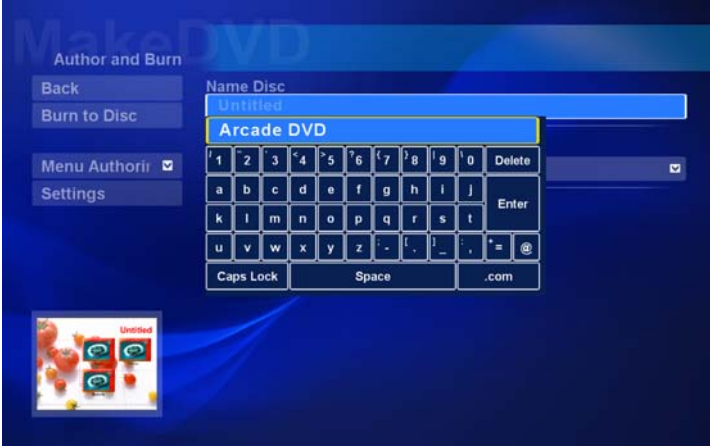 MakeDVD
Author and Burn
Back
Burn to Disc
Menu Authorin
Settings
Name Disc
Untitled
Arcade DVD
1 2 3 4 5 6 7 8 9 0 Delete
a b c d e f g h i j
Enter
k l m n o p q r s t
u v w x y z - . _ , = @
Caps Lock Space .com
Untitled